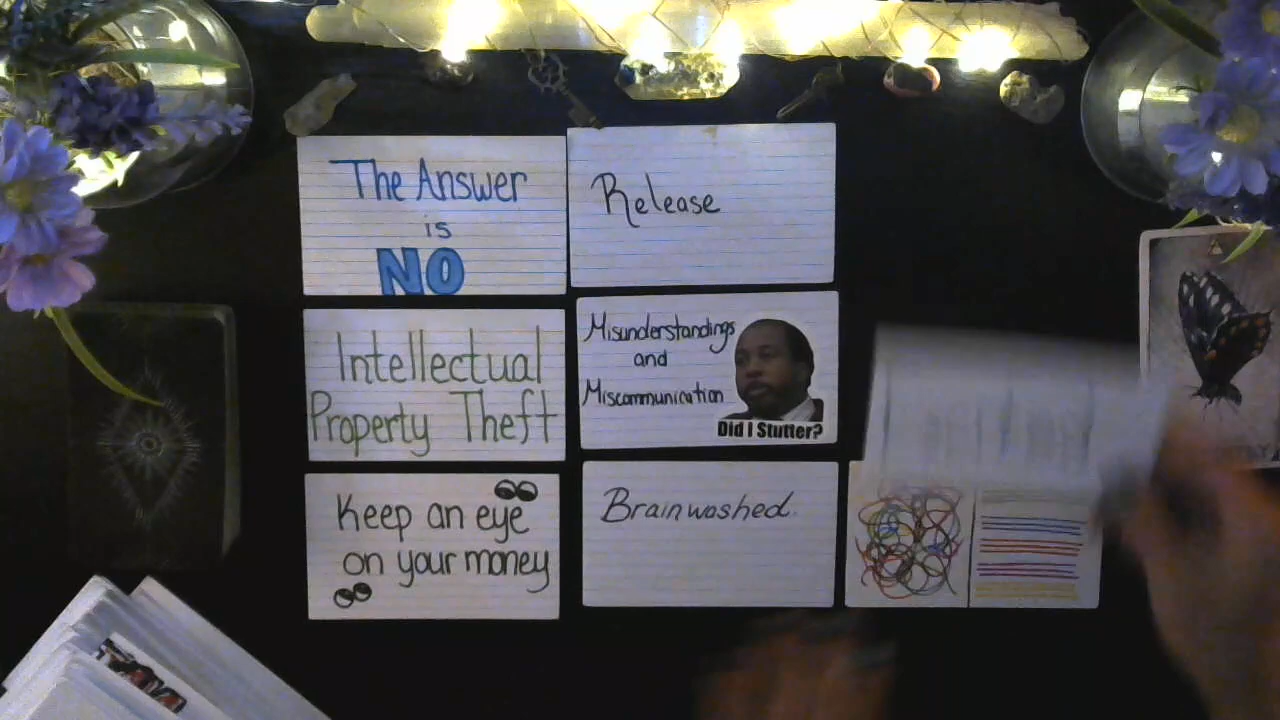 The Answer
is
NO
Release
Intellectual
Property Theft
Misunderstandings
and
Miscommunication
Did I Stutter?
Keep an eye
on your money
Brainwashed